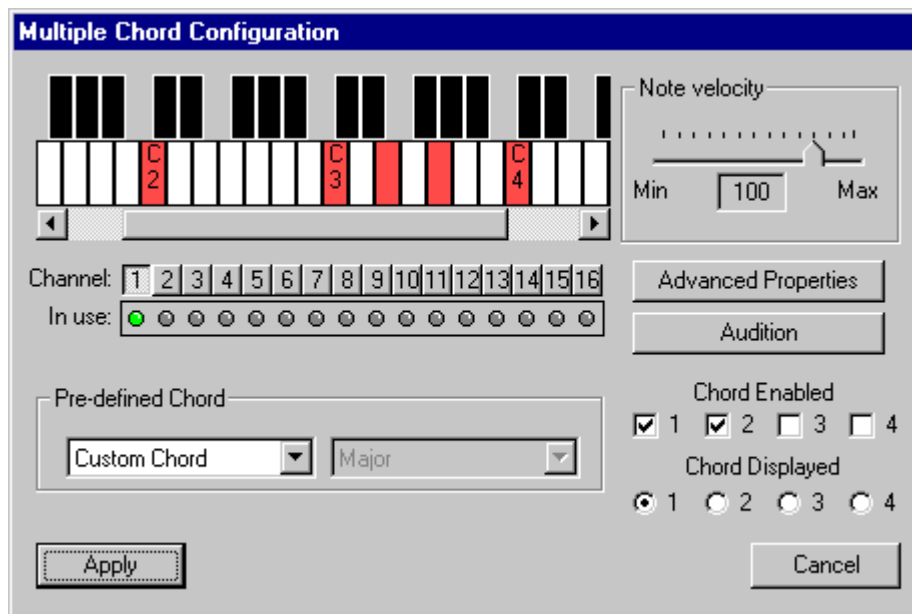 Multiple Chord Configuration
C2 C3 C4
Note velocity
Min 100 Max
Channel: 1 2 3 4 5 6 7 8 9 10 11 12 13 14 15 16
In use:
Advanced Properties
Audition
Pre-defined Chord
Custom Chord Major
Chord Enabled
1 2 3 4
Chord Displayed
1 2 3 4
Apply
Cancel